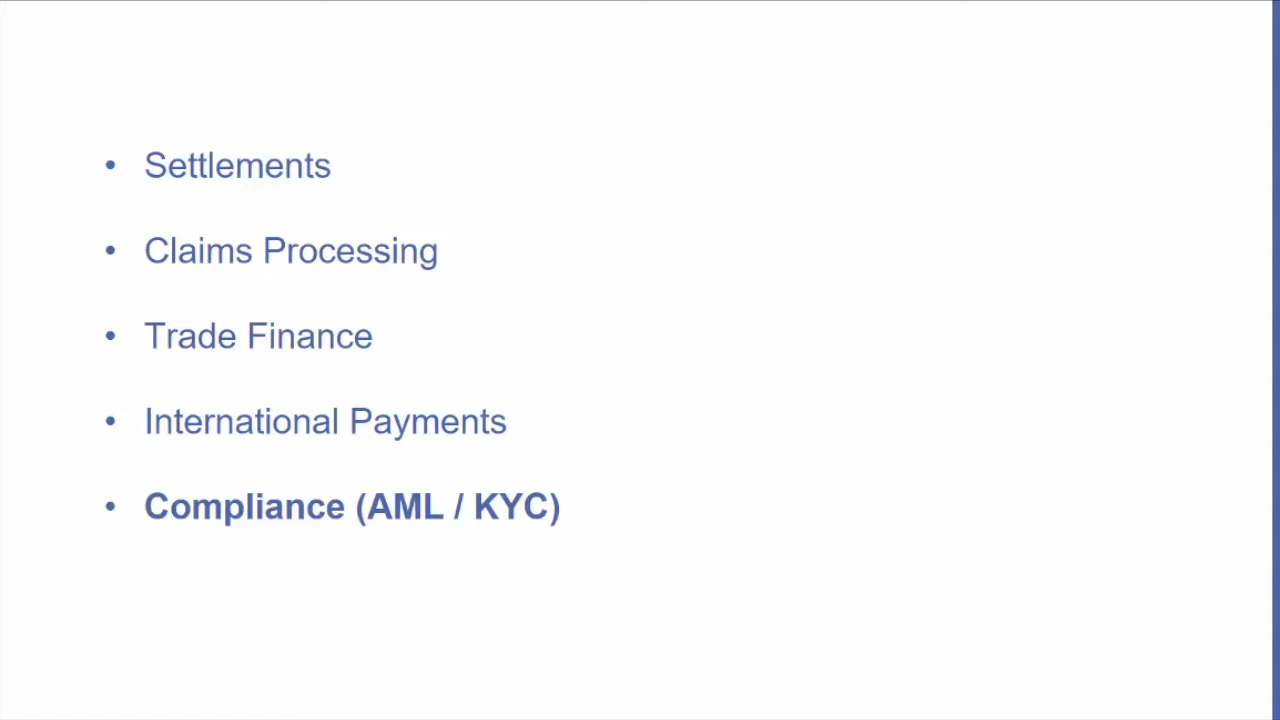 • Settlements
• Claims Processing
• Trade Finance
• International Payments
• Compliance (AML / KYC)